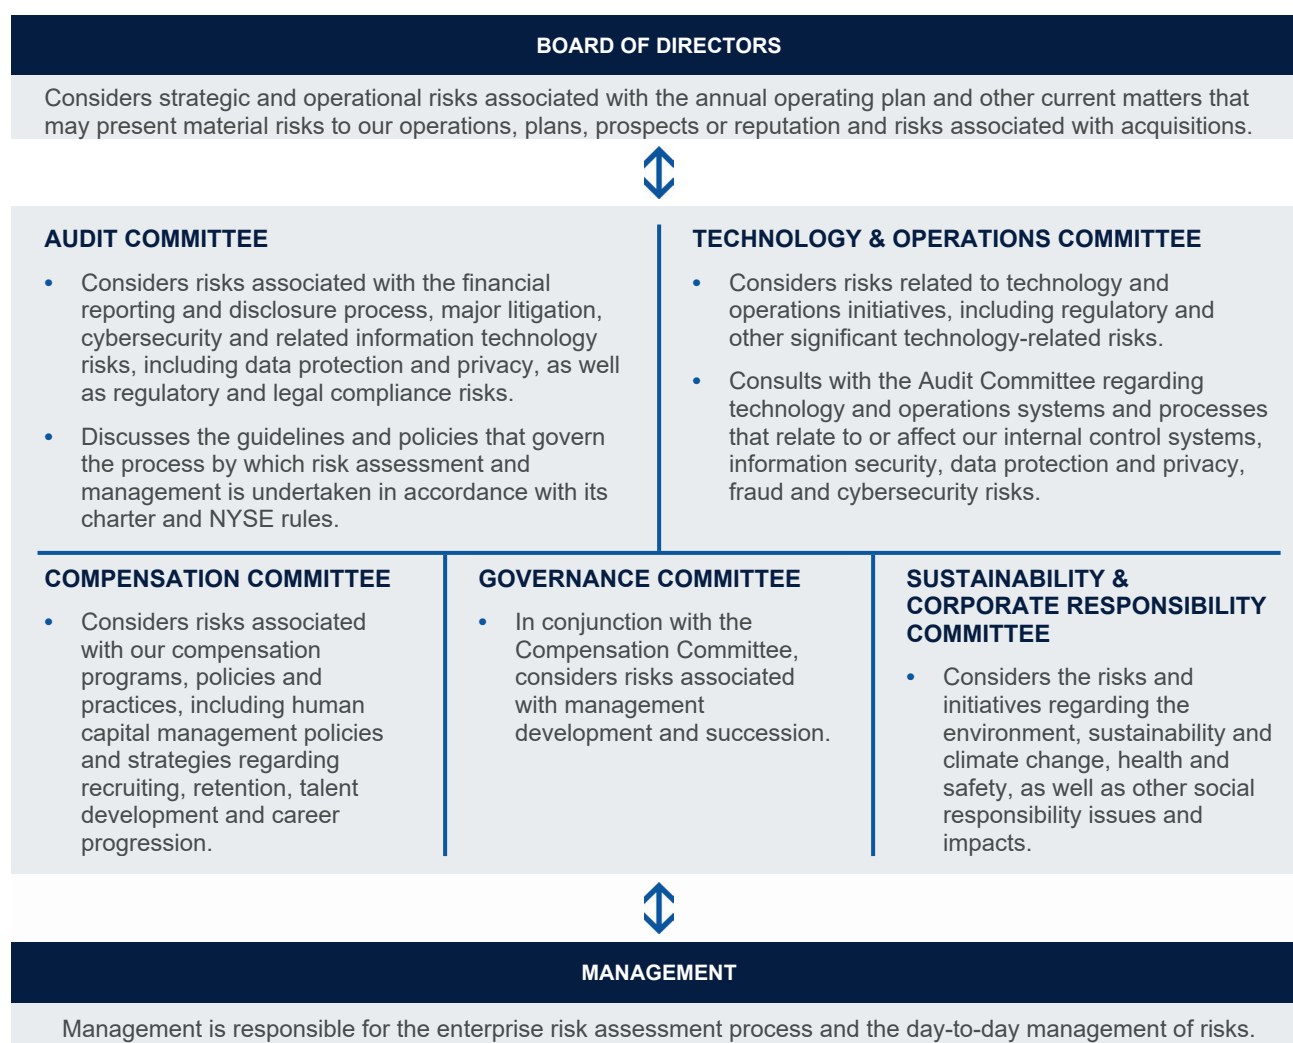 BOARD OF DIRECTORS
Considers strategic and operational risks associated with the annual operating plan and other current matters that
may present material risks to our operations, plans, prospects or reputation and risks associated with acquisitions.
AUDIT COMMITTEE
• Considers risks associated with the financial
reporting and disclosure process, major litigation,
cybersecurity and related information technology
risks, including data protection and privacy, as well
as regulatory and legal compliance risks.
• Discusses the guidelines and policies that govern
the process by which risk assessment and
management is undertaken in accordance with its
charter and NYSE rules.
TECHNOLOGY & OPERATIONS COMMITTEE
• Considers risks related to technology and
operations initiatives, including regulatory and
other significant technology-related risks.
• Consults with the Audit Committee regarding
technology and operations systems and processes
that relate to or affect our internal control systems,
information security, data protection and privacy,
fraud and cybersecurity risks.
COMPENSATION COMMITTEE
• Considers risks associated
with our compensation
programs, policies and
practices, including human
capital management policies
and strategies regarding
recruiting, retention, talent
development and career
progression.
GOVERNANCE COMMITTEE
• In conjunction with the
Compensation Committee,
considers risks associated
with management
development and succession.
SUSTAINABILITY &
CORPORATE RESPONSIBILITY
COMMITTEE
• Considers the risks and
initiatives regarding the
environment, sustainability and
climate change, health and
safety, as well as other social
responsibility issues and
impacts.
MANAGEMENT
Management is responsible for the enterprise risk assessment process and the day-to-day management of risks.